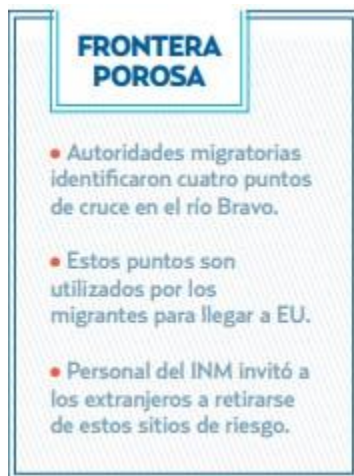 FRONTERA
POROSA
• Autoridades migratorias
identificaron cuatro puntos
de cruce en el río Bravo.
• Estos puntos son
utilizados por los
migrantes para llegar a EU.
• Personal del INM invitó a
los extranjeros a retirarse
de estos sitios de riesgo.